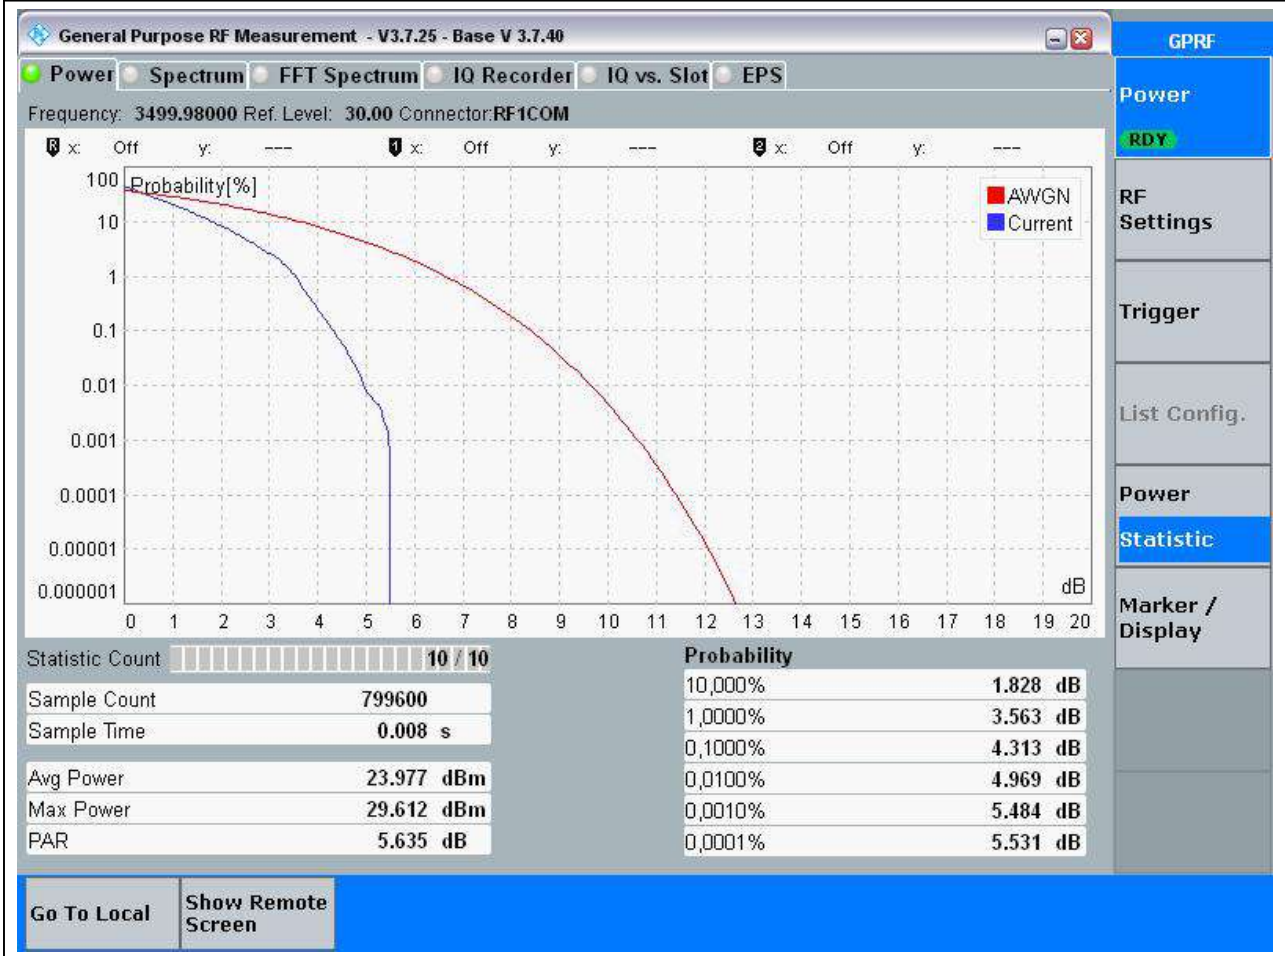 General Purpose RF Measurement - V3.7.25 - Base V 3.7.40
GPRF
Power Spectrum FFT Spectrum IQ Recorder IQ vs. Slot EPS
Frequency: 3499.98000 Ref. Level: 30.00 Connector:RF1COM
R x: Off y: --- 1 x: Off y: --- 2 x: Off y: ---
Probability[%]
AWGN
Current
100
10
1
0.1
0.01
0.001
0.0001
0.00001
0.000001
dB
0 1 2 3 4 5 6 7 8 9 10 11 12 13 14 15 16 17 18 19 20
Statistic Count 10 / 10
Sample Count 799600
Sample Time 0.008 s
Avg Power 23.977 dBm
Max Power 29.612 dBm
PAR 5.635 dB
Probability
10,000% 1.828 dB
1,0000% 3.563 dB
0,1000% 4.313 dB
0,0100% 4.969 dB
0,0010% 5.484 dB
0,0001% 5.531 dB
Power
RDY
RF
Settings
Trigger
List Config.
Power
Statistic
Marker /
Display
Go To Local
Show Remote
Screen